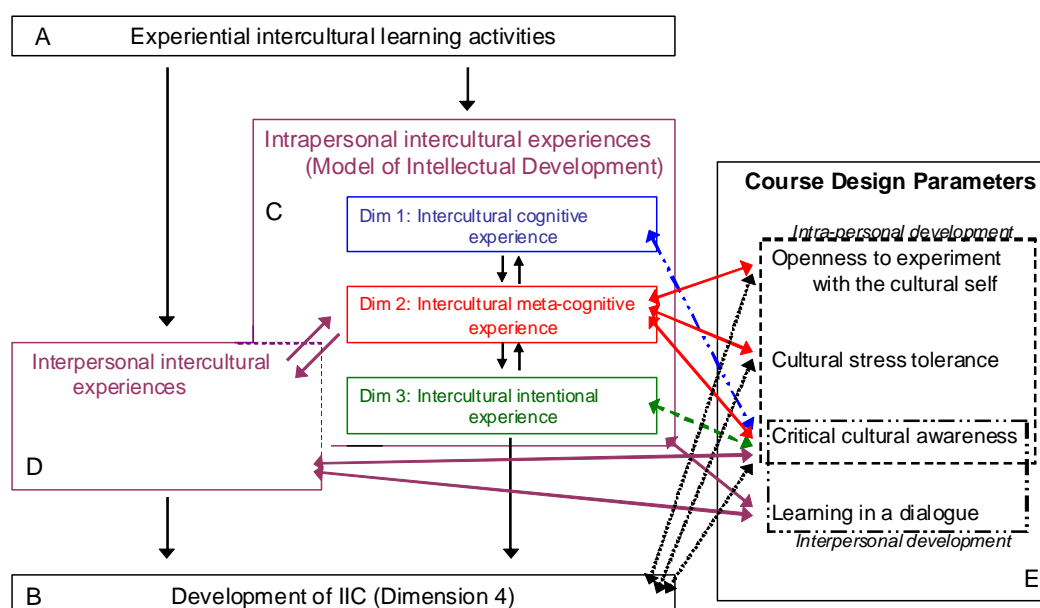 A
Experiential intercultural learning activities
Intrapersonal intercultural experiences
(Model of Intellectual Development)
C
Dim 1: Intercultural cognitive
experience
Dim 2: Intercultural meta-cognitive
experience
Dim 3: Intercultural intentional
experience
Interpersonal intercultural
experiences
D
B
Development of IIC (Dimension 4)
Course Design Parameters
Intra-personal development
Openness to experiment
with the cultural self
Cultural stress tolerance
Critical cultural awareness
Learning in a dialogue
Interpersonal development
E